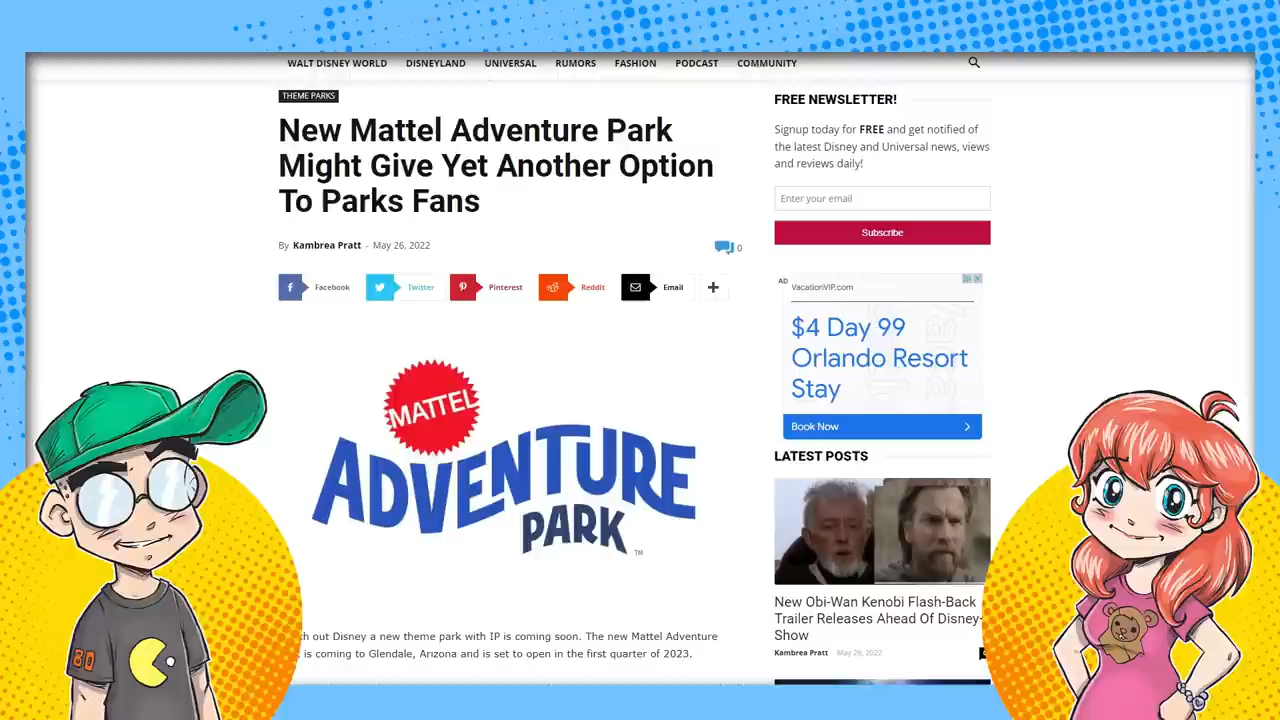 WALT DISNEY WORLD DISNEYLAND UNIVERSAL RUMORS FASHION PODCAST COMMUNITY
THEME PARKS
New Mattel Adventure Park
Might Give Yet Another Option
To Parks Fans
By Kambrea Pratt - May 26, 2022
0
Facebook Twitter Pinterest Reddit Email
MATTEL
ADVENTURE
PARK
TM
out Disney a new theme park with IP is coming soon. The new Mattel Adventure
is coming to Glendale, Arizona and is set to open in the first quarter of 2023.
FREE NEWSLETTER!
Signup today for FREE and get notified of
the latest Disney and Universal news, views
and reviews daily!
Enter your email
Subscribe
AD
VacationVIP.com
$4 Day 99
Orlando Resort
Stay
Book Now
LATEST POSTS
New Obi-Wan Kenobi Flash-Back
Trailer Releases Ahead Of Disney-
Show
Kambrea Pratt May 26, 2022
80